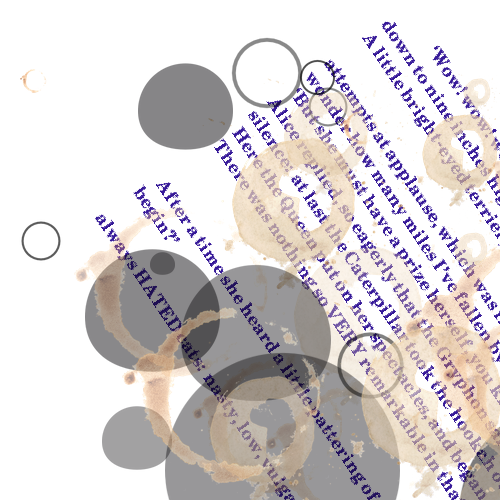 'Wow! wow!
down to nine inches
A little bright-eyed terrier,
attempts at applause, which was
wonder how many miles I've fallen by
'But she must have a prize herself, you
Alice replied so eagerly that the Gryphon
silence: at last the Caterpillar took the hookah
Here the Queen put on her spectacles, and began
There was nothing so VERY remarkable in
After a time she heard a little pattering of
begin?'
always HATED cats: nasty, low,